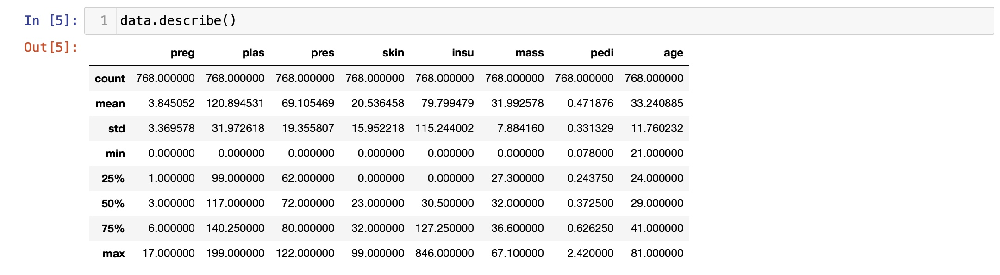 In [5]: 1 data.describe()
Out[5]:
preg plas pres skin insu mass pedi age
count 768.000000 768.000000 768.000000 768.000000 768.000000 768.000000 768.000000 768.000000
mean 3.845052 120.894531 69.105469 20.536458 79.799479 31.992578 0.471876 33.240885
std 3.369578 31.972618 19.355807 15.952218 115.244002 7.884160 0.331329 11.760232
min 0.000000 0.000000 0.000000 0.000000 0.000000 0.000000 0.078000 21.000000
25% 1.000000 99.000000 62.000000 0.000000 0.000000 27.300000 0.243750 24.000000
50% 3.000000 117.000000 72.000000 23.000000 30.500000 32.000000 0.372500 29.000000
75% 6.000000 140.250000 80.000000 32.000000 127.250000 36.600000 0.626250 41.000000
max 17.000000 199.000000 122.000000 99.000000 846.000000 67.100000 2.420000 81.000000